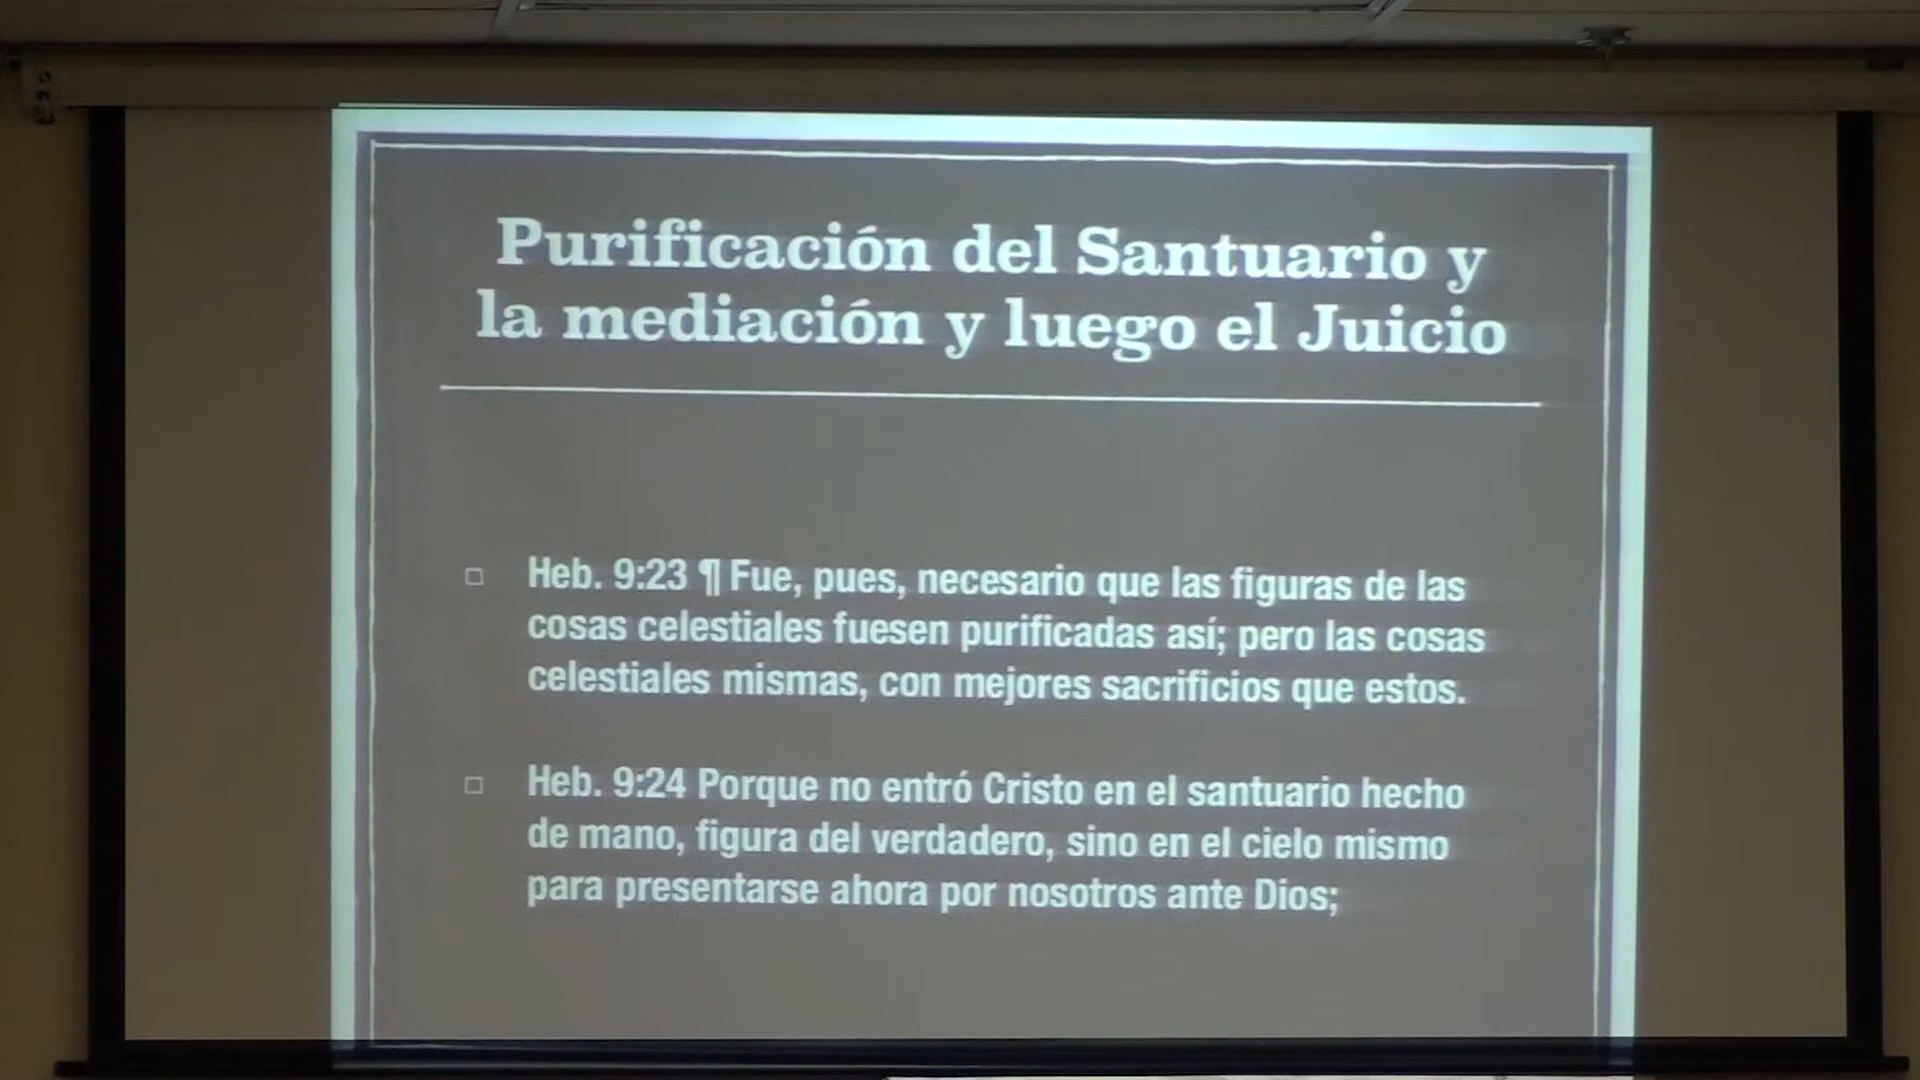 Purificación del Santuario y
la mediación y luego el Juicio
Heb. 9:23 ¶ Fue, pues, necesario que las figuras de las
cosas celestiales fuesen purificadas así; pero las cosas
celestiales mismas, con mejores sacrificios que estos.
Heb. 9:24 Porque no entró Cristo en el santuario hecho
de mano, figura del verdadero, sino en el cielo mismo
para presentarse ahora por nosotros ante Dios;